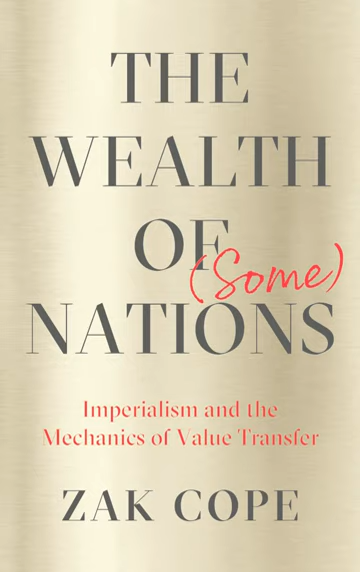 THE
WEALTH
OF
(Some)
NATIONS
Imperialism and the
Mechanics of Value Transfer
ZAK COPE